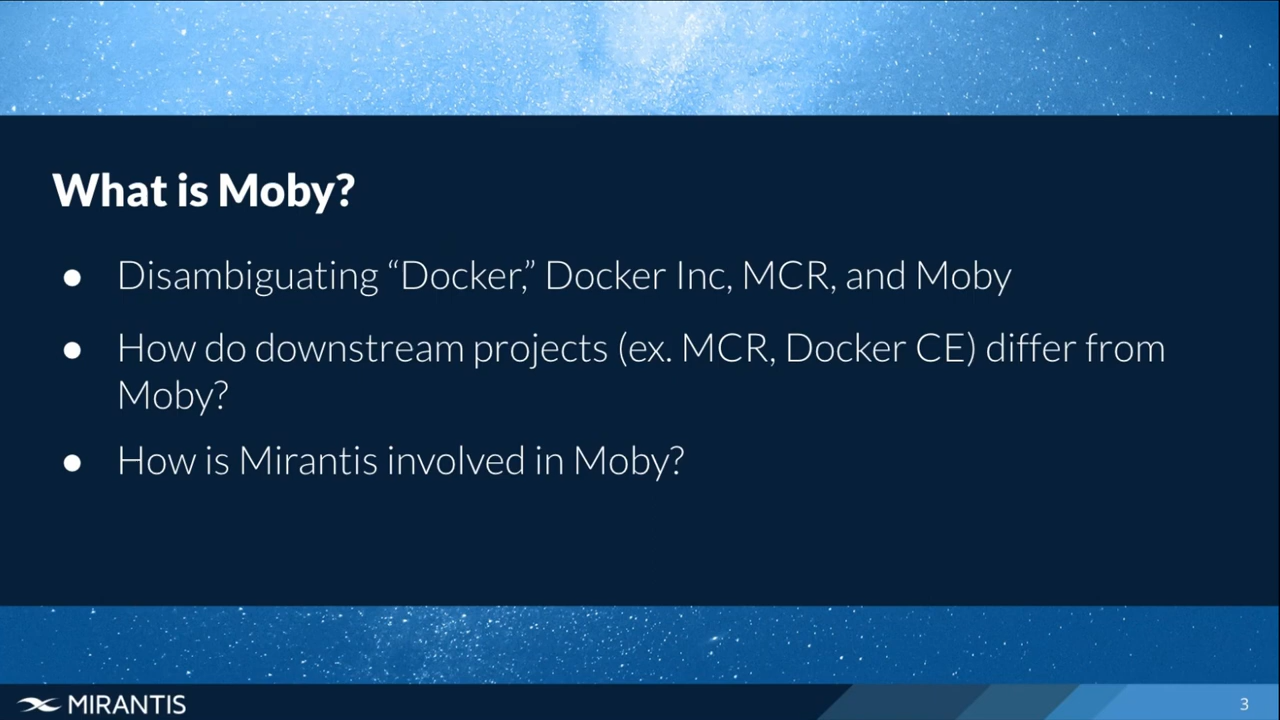 What is Moby?
● Disambiguating “Docker,” Docker Inc, MCR, and Moby
● How do downstream projects (ex. MCR, Docker CE) differ from
Moby?
● How is Mirantis involved in Moby?
MIRANTIS
3